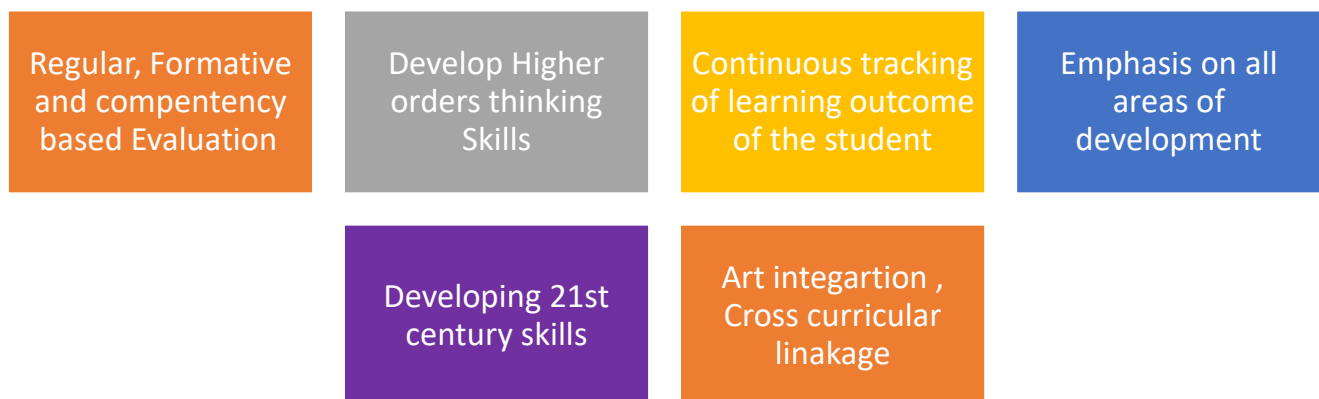 Regular, Formative
and compentency
based Evaluation
Develop Higher
orders thinking
Skills
Continuous tracking
of learning outcome
of the student
Emphasis on all
areas of
development
Developing 21st
century skills
Art integartion ,
Cross curricular
linakage